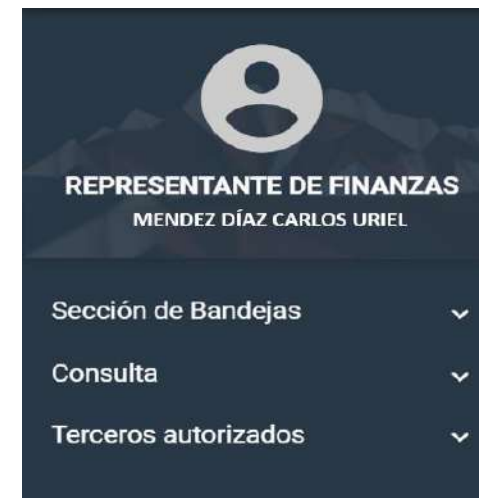 REPRESENTANTE DE FINANZAS
MENDEZ DÍAZ CARLOS URIEL
Sección de Bandejas
Consulta
Terceros autorizados